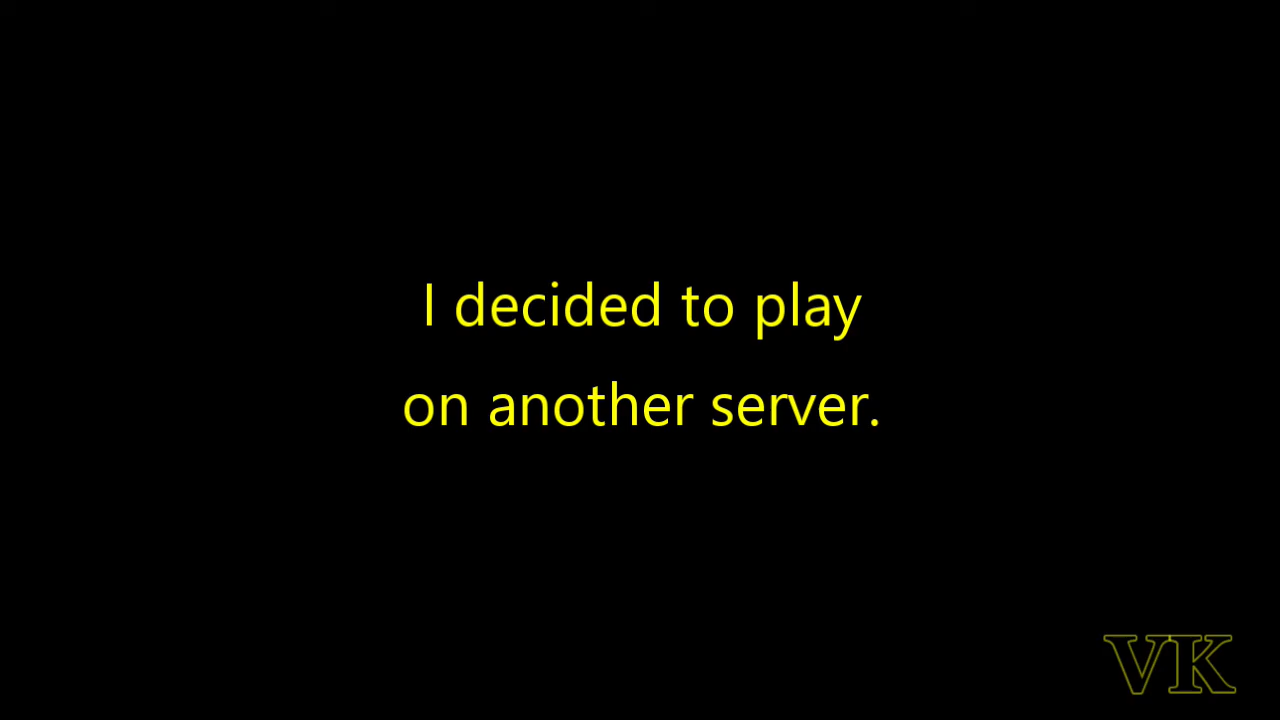 I decided to play
on another server.
VK